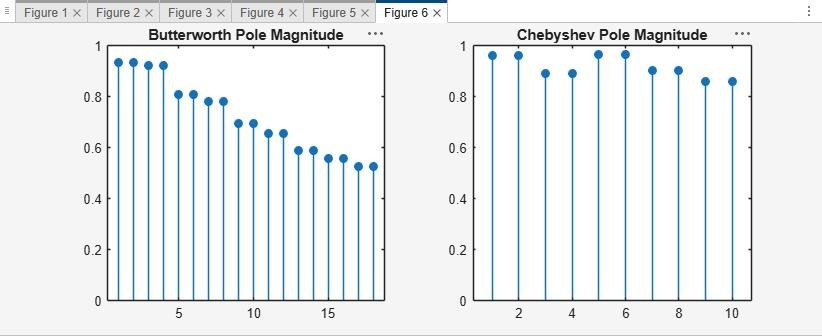 Figure 1 × Figure 2 × Figure 3 × Figure 4 × Figure 5 × Figure 6 ×
Butterworth Pole Magnitude
1
0.8
0.6
0.4
0.2
0
5 10 15
Chebyshev Pole Magnitude
1
0.8
0.6
0.4
0.2
0
2 4 6 8 10